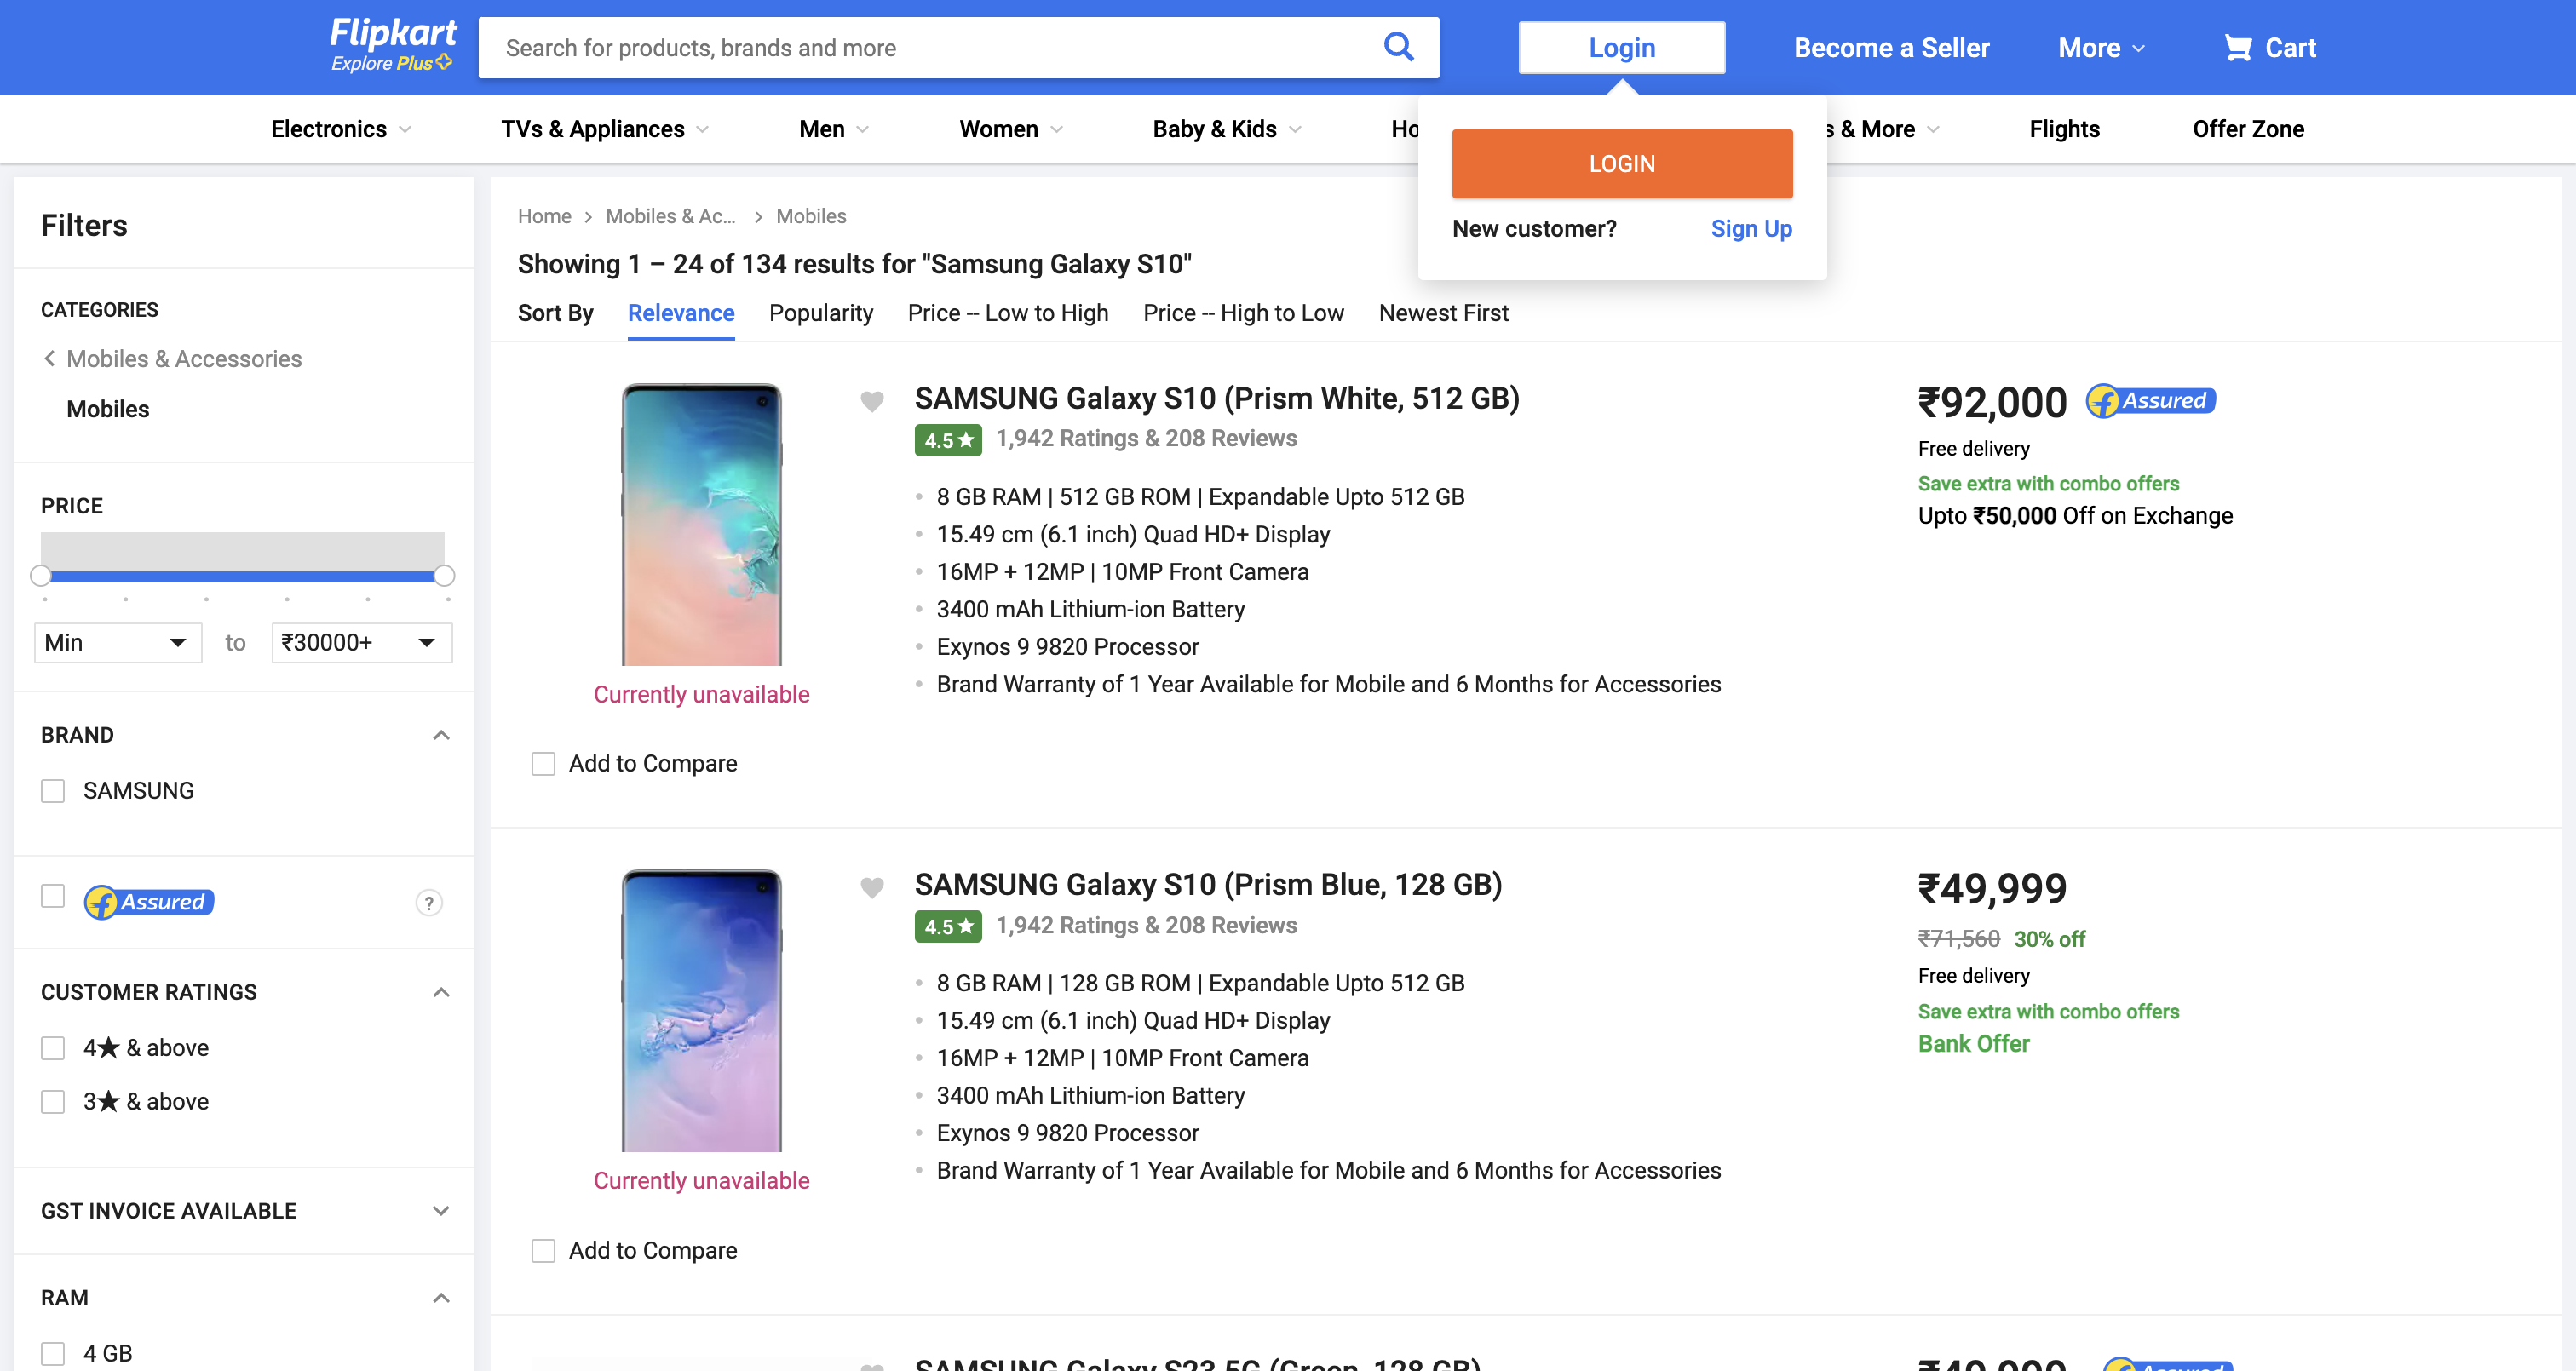 Flipkart
Explore Plus
Search for products, brands and more
Login
Become a Seller
More
Cart
Electronics
TVs & Appliances
Men
Women
Baby & Kids
Ho
s & More
Flights
Offer Zone
LOGIN
New customer? Sign Up
Filters
CATEGORIES
Mobiles & Accessories
Mobiles
PRICE
Min to ₹30000+
BRAND
SAMSUNG
Assured
?
CUSTOMER RATINGS
4★ & above
3★ & above
GST INVOICE AVAILABLE
RAM
4 GB
Home > Mobiles & Ac... > Mobiles
Showing 1 – 24 of 134 results for "Samsung Galaxy S10"
Sort By Relevance Popularity Price -- Low to High Price -- High to Low Newest First
SAMSUNG Galaxy S10 (Prism White, 512 GB)
4.5★ 1,942 Ratings & 208 Reviews
8 GB RAM | 512 GB ROM | Expandable Upto 512 GB
15.49 cm (6.1 inch) Quad HD+ Display
16MP + 12MP | 10MP Front Camera
3400 mAh Lithium-ion Battery
Exynos 9 9820 Processor
Brand Warranty of 1 Year Available for Mobile and 6 Months for Accessories
Currently unavailable
Add to Compare
₹92,000 Assured
Free delivery
Save extra with combo offers
Upto ₹50,000 Off on Exchange
SAMSUNG Galaxy S10 (Prism Blue, 128 GB)
4.5★ 1,942 Ratings & 208 Reviews
8 GB RAM | 128 GB ROM | Expandable Upto 512 GB
15.49 cm (6.1 inch) Quad HD+ Display
16MP + 12MP | 10MP Front Camera
3400 mAh Lithium-ion Battery
Exynos 9 9820 Processor
Brand Warranty of 1 Year Available for Mobile and 6 Months for Accessories
Currently unavailable
Add to Compare
₹49,999
₹71,560 30% off
Free delivery
Save extra with combo offers
Bank Offer
SAMSUNG Galaxy S23 5G (Green, 128 GB)
Assured